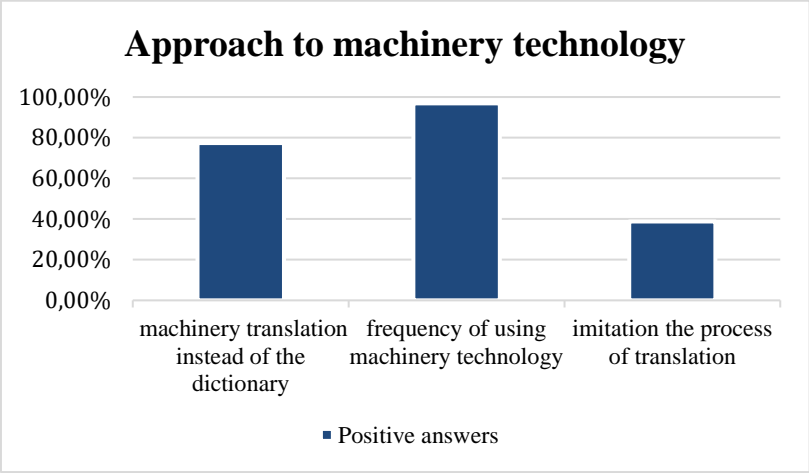 Approach to machinery technology
100,00%
80,00%
60,00%
40,00%
20,00%
0,00%
machinery translation
instead of the
dictionary
frequency of using
machinery technology
imitation the process
of translation
Positive answers